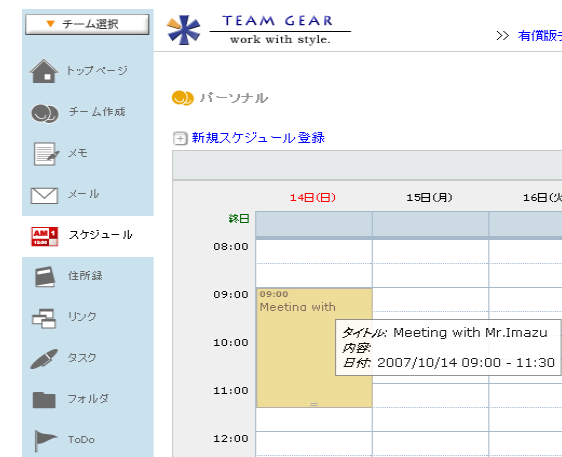 チーム選択
TEAM GEAR
work with style.
>> 有償版
トップページ
パーソナル
チーム作成
新規スケジュール登録
メモ
メール
14日(日) 15日(月) 16日(火
終日
AM 1
スケジュール
08:00
住所録
09:00 09:00
Meeting with
リンク
タイトル: Meeting with Mr.Imazu
10:00 内容:
タスク
日付: 2007/10/14 09:00 - 11:30
11:00
フォルダ
12:00
ToDo